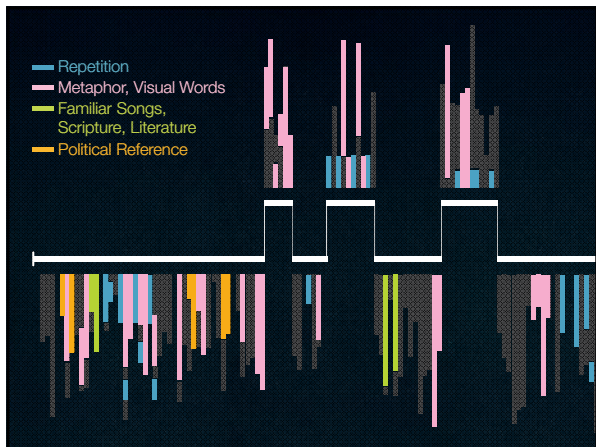 Repetition
Metaphor, Visual Words
Familiar Songs,
Scripture, Literature
Political Reference